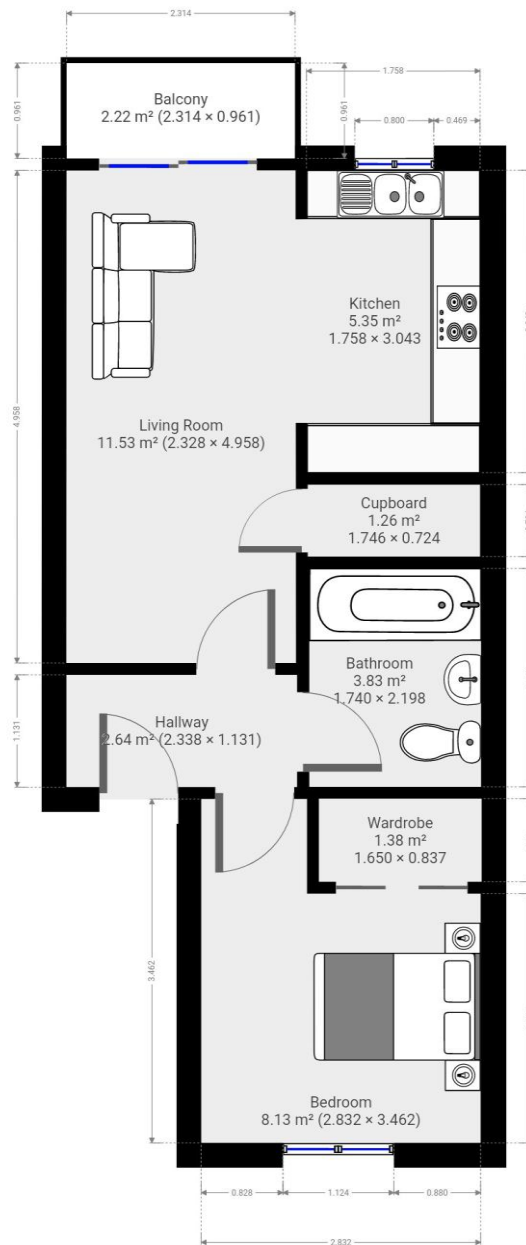 2.314
0.961
Balcony
2.22 m² (2.314 × 0.961)
0.961
1.758
0.800
0.469
Kitchen
5.35 m²
1.758 × 3.043
4.958
Living Room
11.53 m² (2.328 × 4.958)
Cupboard
1.26 m²
1.746 × 0.724
Bathroom
3.83 m²
1.740 × 2.198
1.131
Hallway
2.64 m² (2.338 × 1.131)
Wardrobe
1.38 m²
1.650 × 0.837
3.462
Bedroom
8.13 m² (2.832 × 3.462)
0.828
1.124
0.880
2.832